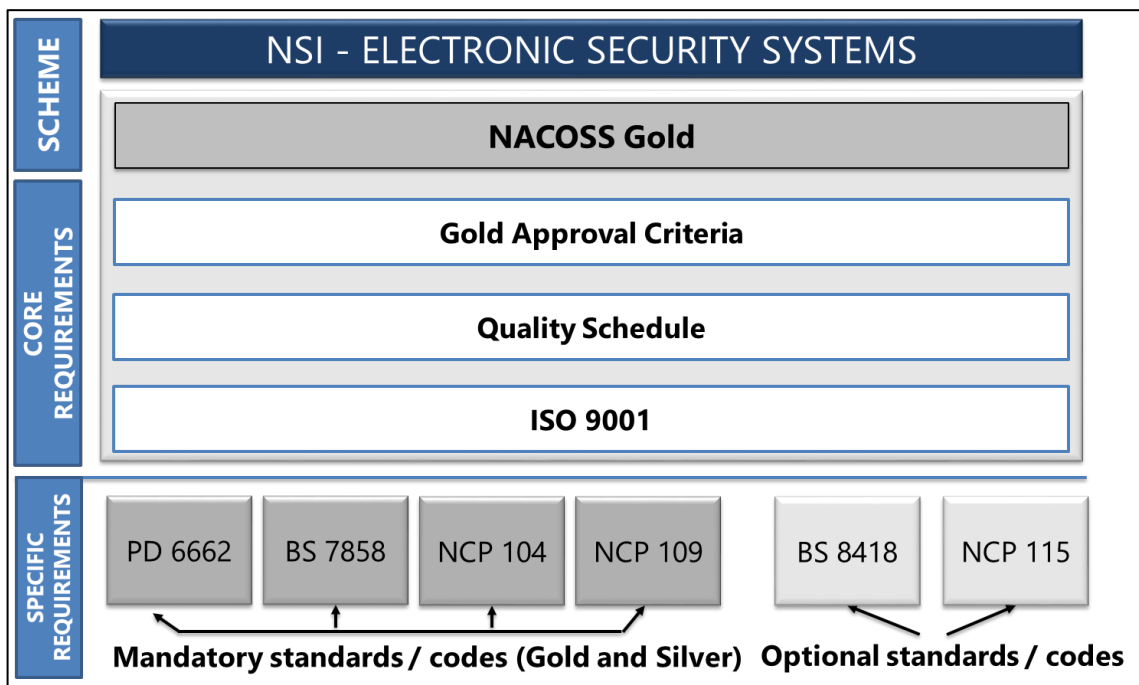 SCHEME
NSI - ELECTRONIC SECURITY SYSTEMS
NACOSS Gold
CORE
REQUIREMENTS
Gold Approval Criteria
Quality Schedule
ISO 9001
SPECIFIC
REQUIREMENTS
PD 6662
BS 7858
NCP 104
NCP 109
BS 8418
NCP 115
Mandatory standards / codes (Gold and Silver)
Optional standards / codes